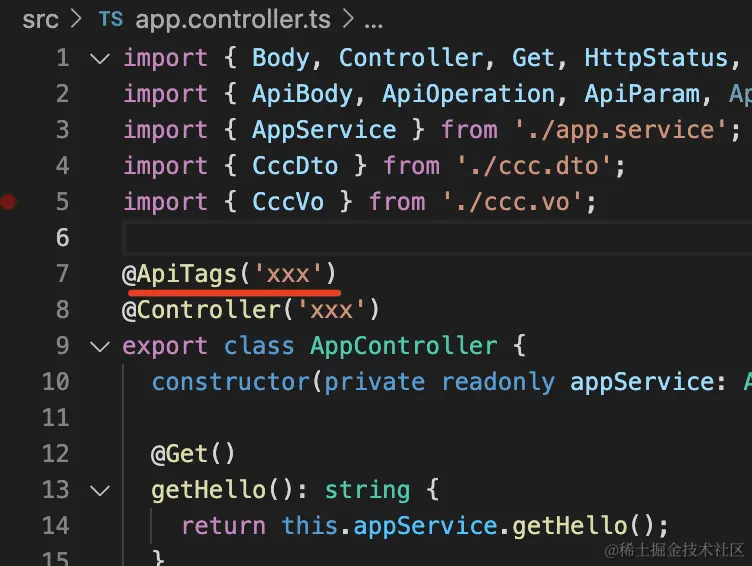 src > TS app.controller.ts > ...
1 import { Body, Controller, Get, HttpStatus,
2 import { ApiBody, ApiOperation, ApiParam, Ap
3 import { AppService } from './app.service';
4 import { CccDto } from './ccc.dto';
5 import { CccVo } from './ccc.vo';
6
7 @ApiTags('xxx')
8 @Controller('xxx')
9 export class AppController {
10 constructor(private readonly appService: A
11
12 @Get()
13 getHello(): string {
14 return this.appService.getHello();
15 }
@稀土掘金技术社区